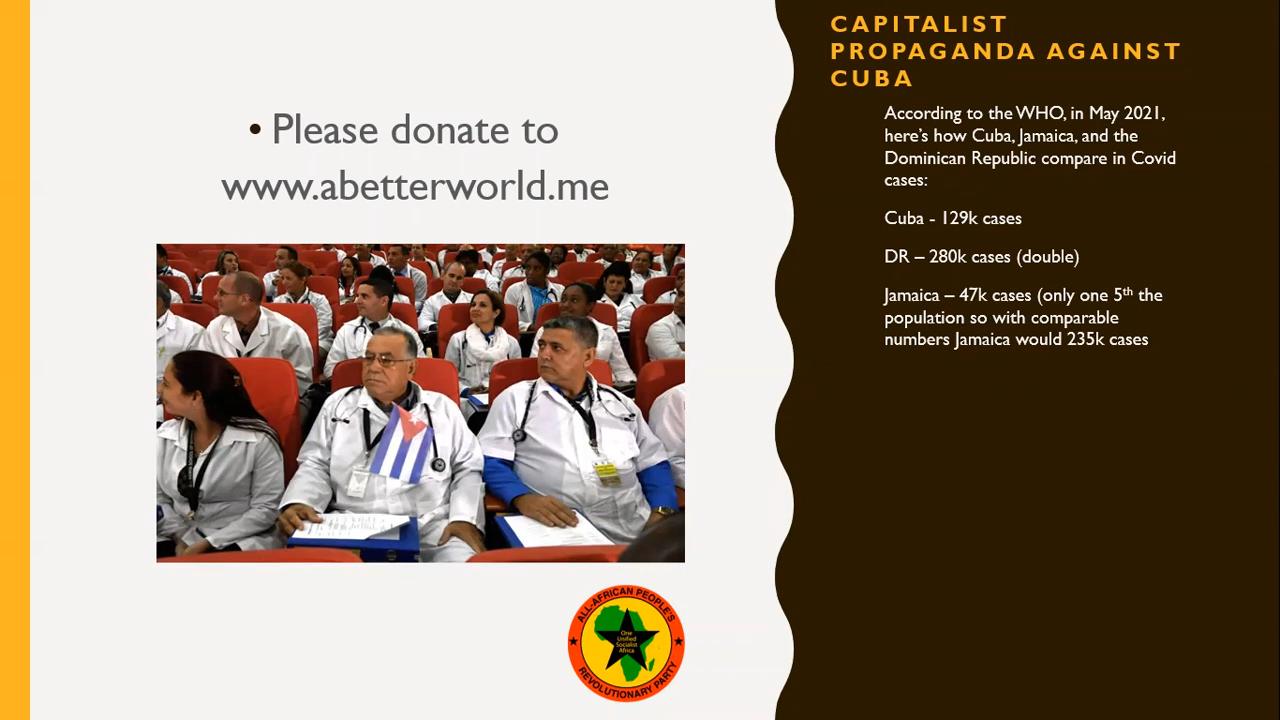 CAPITALIST
PROPAGANDA AGAINST
CUBA
• Please donate to
www.abetterworld.me
According to the WHO, in May 2021,
here's how Cuba, Jamaica, and the
Dominican Republic compare in Covid
cases:
Cuba - 129k cases
DR – 280k cases (double)
Jamaica – 47k cases (only one 5th the
population so with comparable
numbers Jamaica would 235k cases
ALL-AFRICAN PEOPLE'S
One
Unified
Socialist
Africa
REVOLUTIONARY PARTY